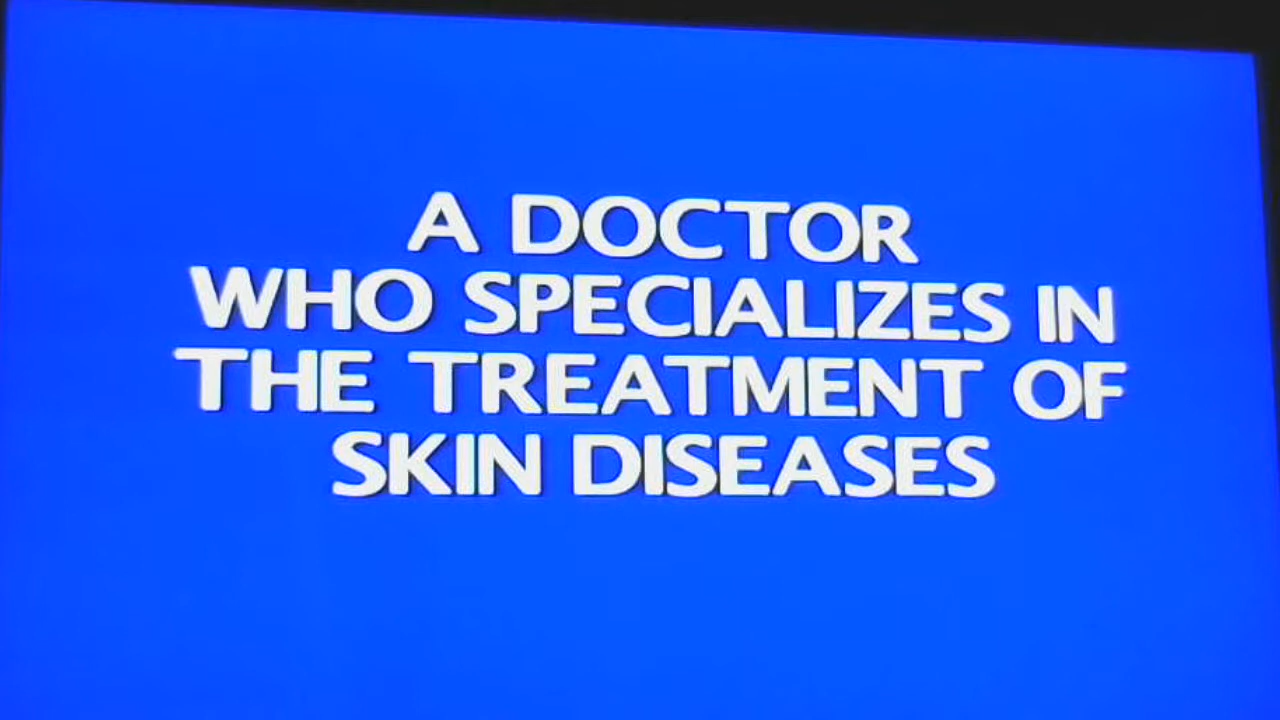 A DOCTOR
WHO SPECIALIZES IN
THE TREATMENT OF
SKIN DISEASES